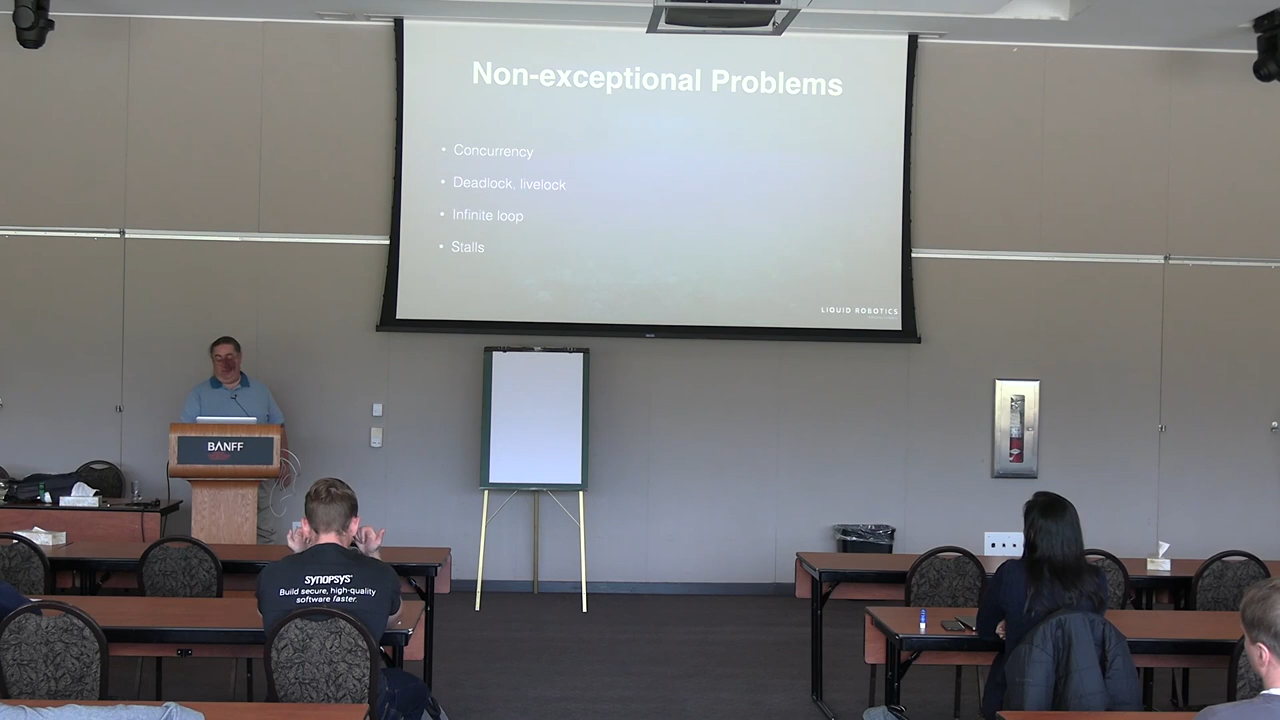 Non-exceptional Problems
• Concurrency
• Deadlock, livelock
• Infinite loop
• Stalls
LIQUID ROBOTICS
BANFF
SYNOPSYS®
Build secure, high-quality
software faster.